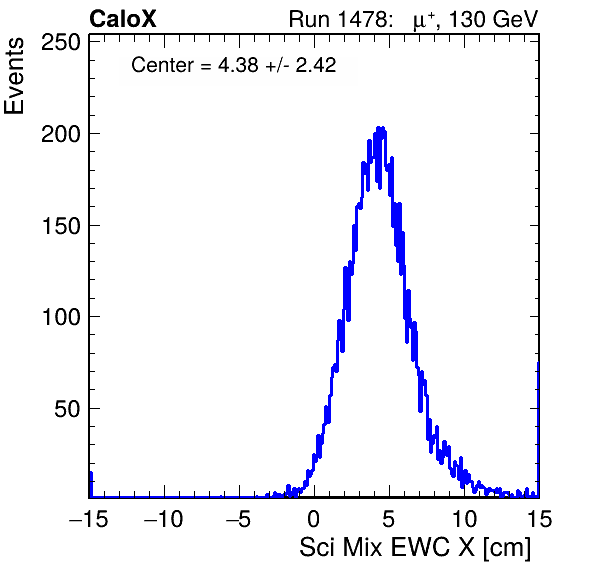 CaloX Run 1478: μ⁺, 130 GeV
Events
Center = 4.38 +/- 2.42
250
200
150
100
50
−15 −10 −5 0 5 10 15
Sci Mix EWC X [cm]